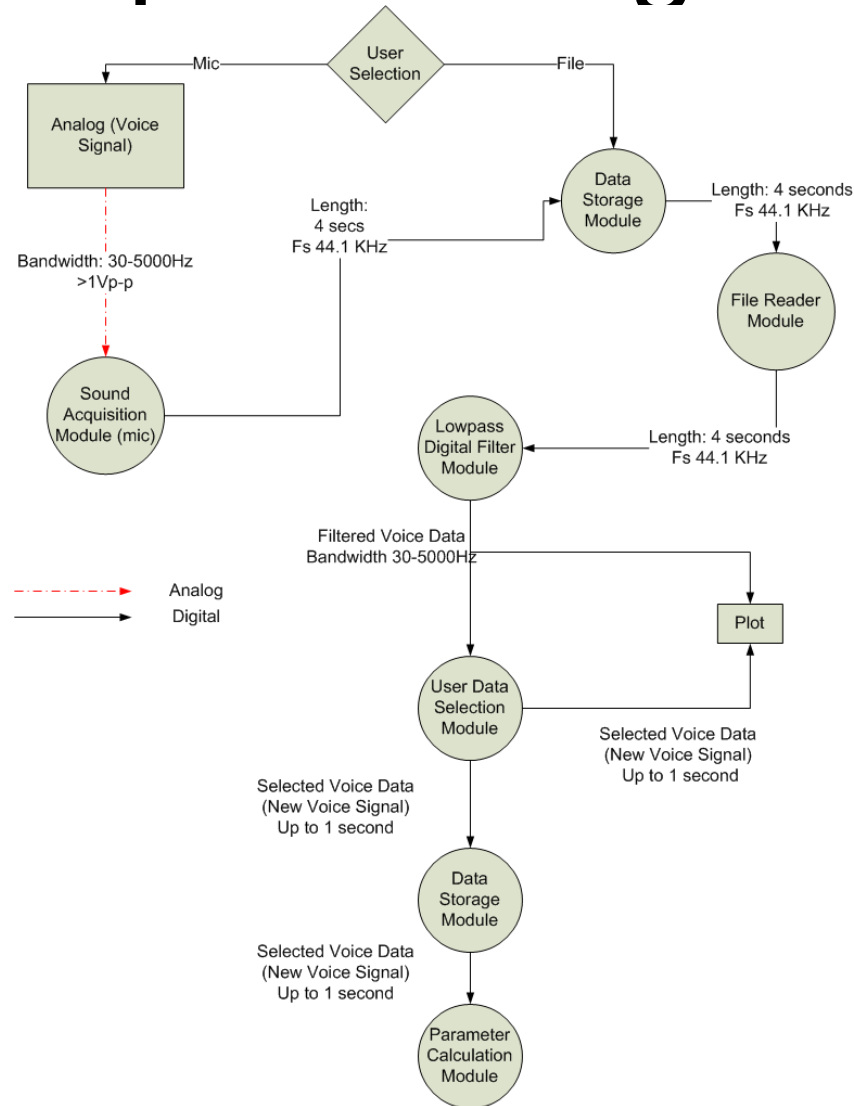 User
Selection
Mic
File
Analog (Voice
Signal)
Data
Storage
Module
Length: 4 seconds
Fs 44.1 KHz
Length:
4 secs
Fs 44.1 KHz
Bandwidth: 30-5000Hz
>1Vp-p
File Reader
Module
Sound
Acquisition
Module (mic)
Lowpass
Digital Filter
Module
Length: 4 seconds
Fs 44.1 KHz
Filtered Voice Data
Bandwidth 30-5000Hz
Analog
Digital
Plot
User Data
Selection
Module
Selected Voice Data
(New Voice Signal)
Up to 1 second
Selected Voice Data
(New Voice Signal)
Up to 1 second
Data
Storage
Module
Selected Voice Data
(New Voice Signal)
Up to 1 second
Parameter
Calculation
Module